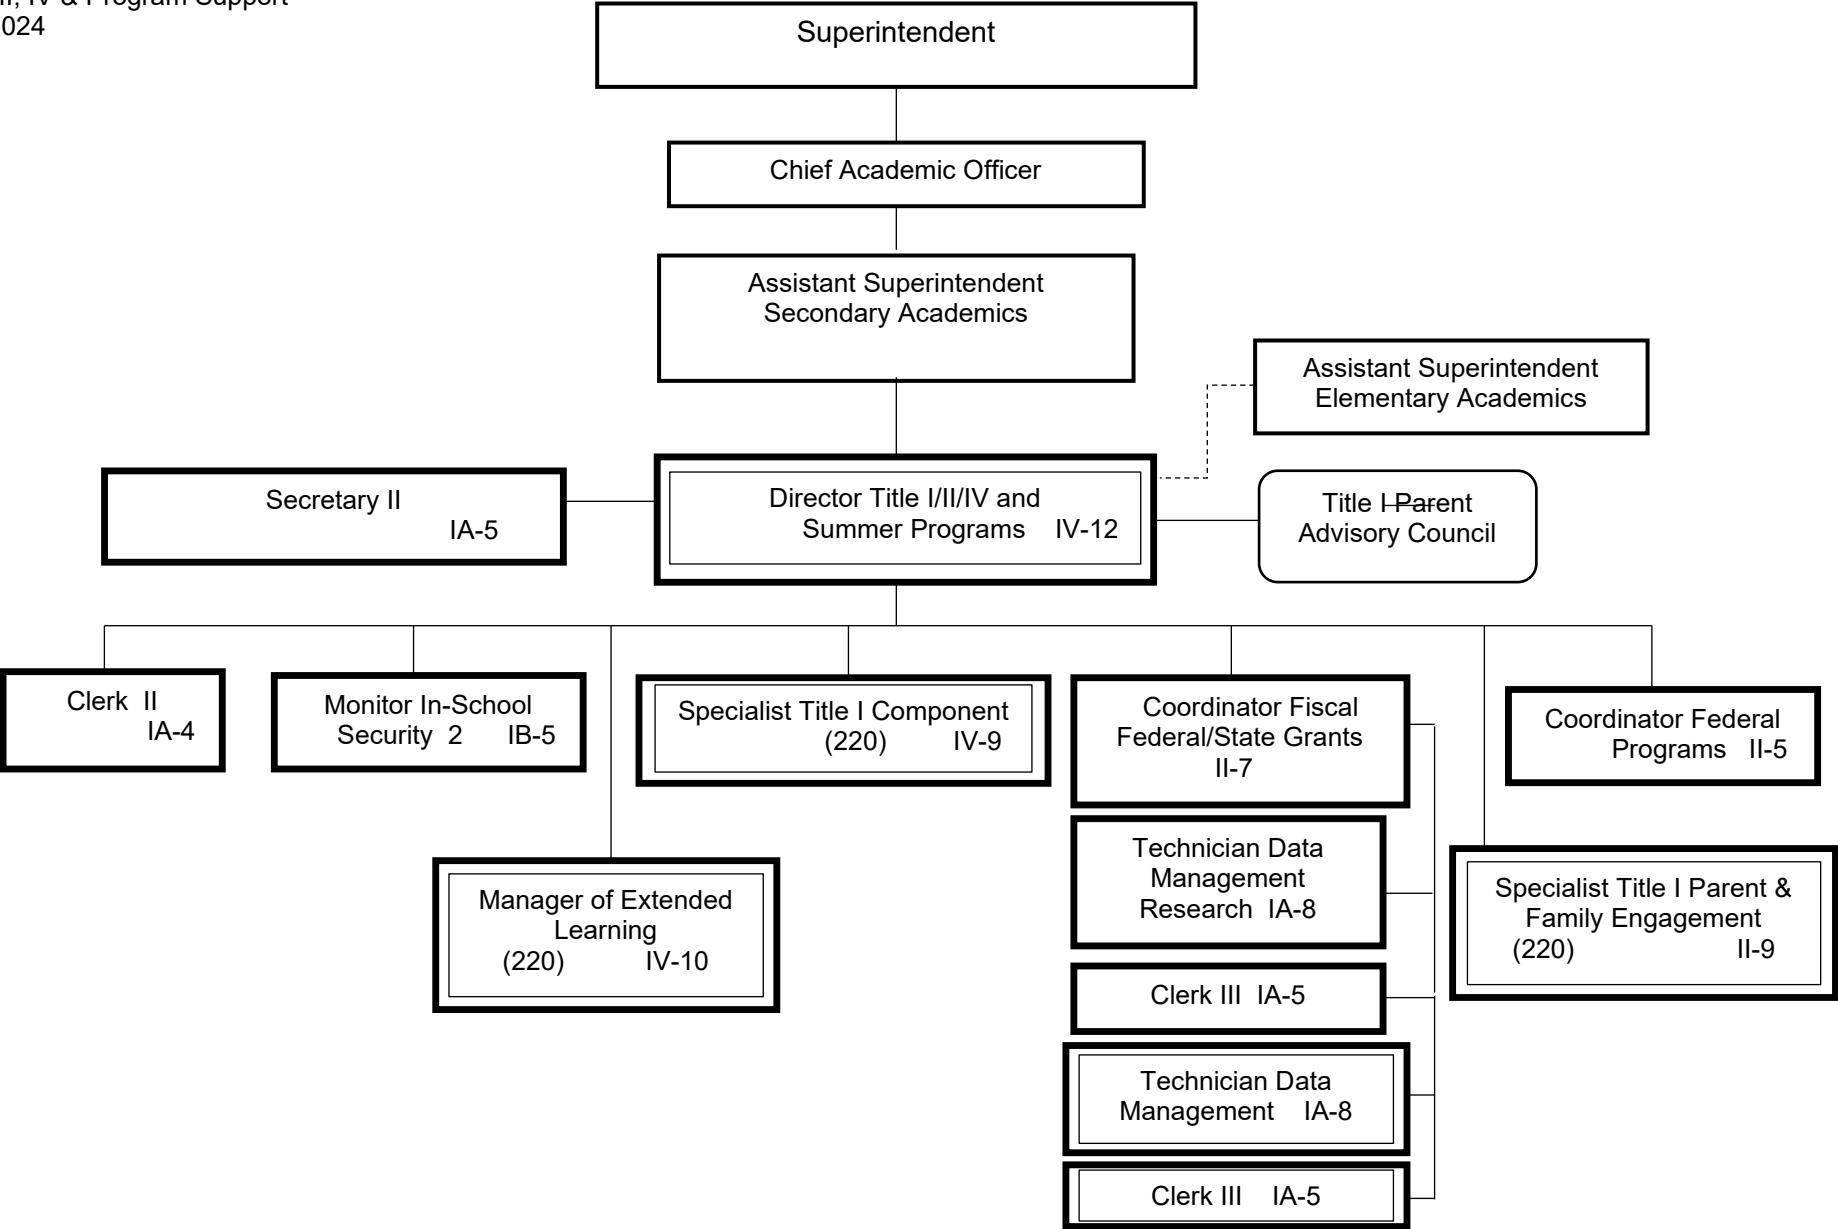 II, IV & Program Support
024
Superintendent
Chief Academic Officer
Assistant Superintendent
Secondary Academics
Assistant Superintendent
Elementary Academics
Secretary II
IA-5
Director Title I/II/IV and
Summer Programs IV-12
Title I Parent
Advisory Council
Clerk II
IA-4
Monitor In-School
Security 2 IB-5
Specialist Title I Component
(220) IV-9
Coordinator Fiscal
Federal/State Grants
II-7
Coordinator Federal
Programs II-5
Manager of Extended
Learning
(220) IV-10
Technician Data
Management
Research IA-8
Specialist Title I Parent &
Family Engagement
(220) II-9
Clerk III IA-5
Technician Data
Management IA-8
Clerk III IA-5